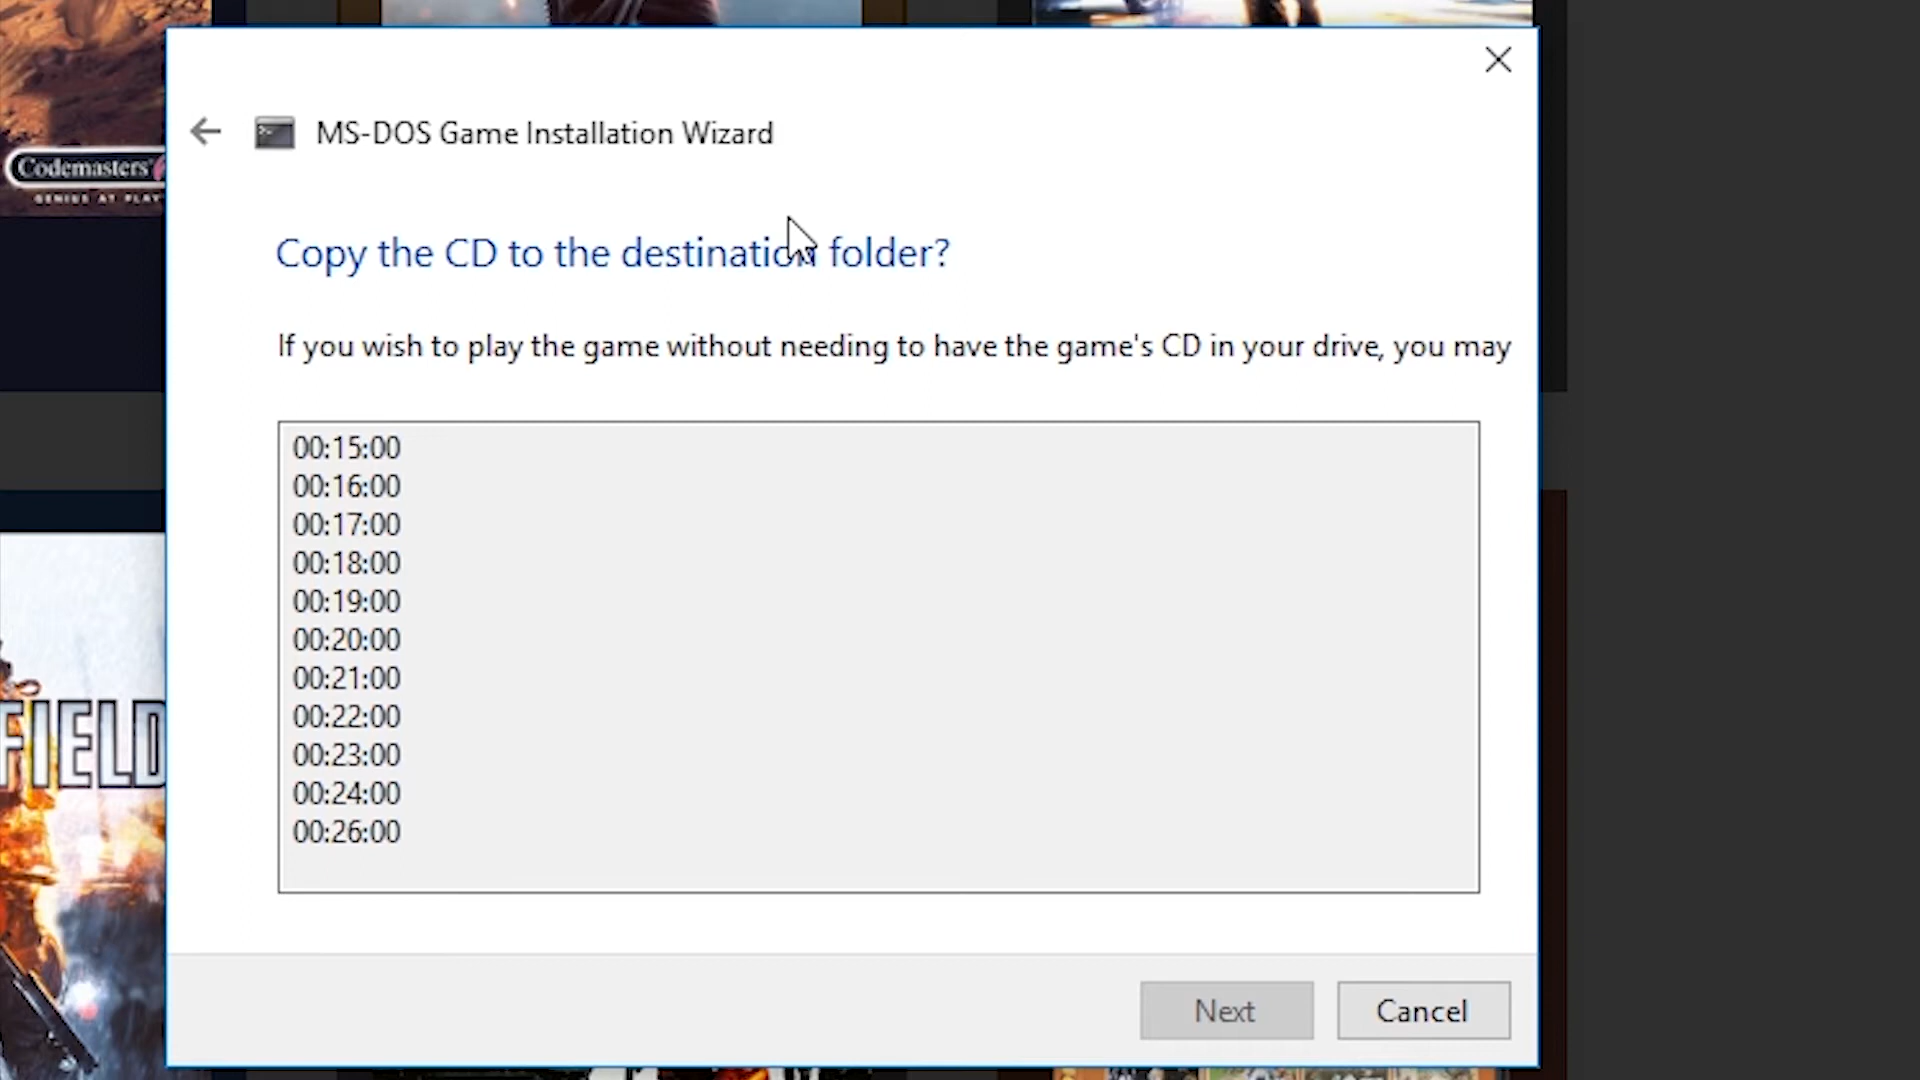 MS-DOS Game Installation Wizard
Codemasters
GENIUS AT PLAY
Copy the CD to the destination folder?
If you wish to play the game without needing to have the game's CD in your drive, you may
00:15:00
00:16:00
00:17:00
00:18:00
00:19:00
00:20:00
00:21:00
00:22:00
00:23:00
00:24:00
00:26:00
FIELD
Next
Cancel